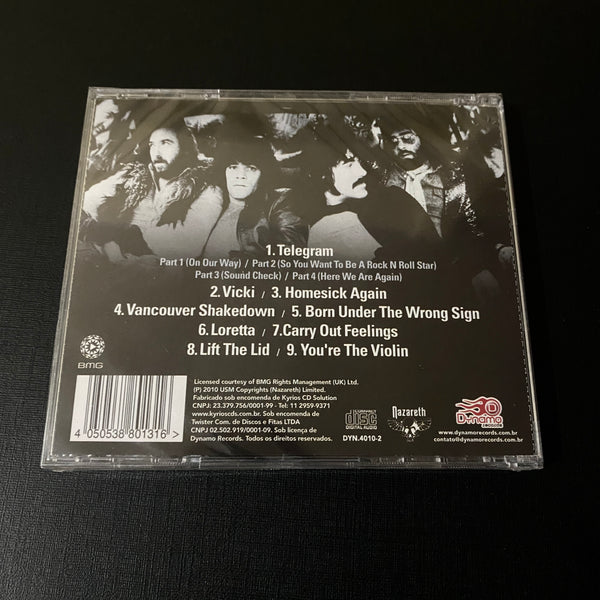 1. Telegram
Part 1 (On Our Way) / Part 2 (So You Want To Be A Rock N Roll Star)
Part 3 (Sound Check) / Part 4 (Here We Are Again)
2. Vicki / 3. Homesick Again
4. Vancouver Shakedown / 5. Born Under The Wrong Sign
6. Loretta / 7.Carry Out Feelings
8. Lift The Lid / 9. You're The Violin
BMG
4 050538 801316 >
Licensed courtesy of BMG Rights Management (UK) Ltd.
(P) 2010 USM Copyrights (Nazareth) Limited.
Fabricado sob encomenda de Kyrios CD Solution
CNPJ: 23.379.756/0001-99 - Tel: 11 2959-9371
www.kyrioscds.com.br. Sob encomenda de
Twister Com. de Discos e Fitas LTDA
CNPJ 02.502.919/0001-09. Sob licença de
Dynamo Records. Todos os direitos reservados.
COMPACT
disc
DIGITAL AUDIO
DYN.4010-2
Nazareth
Dynamo
RECORDS
www.dynamorecords.com.br
contato@dynamorecords.com.br